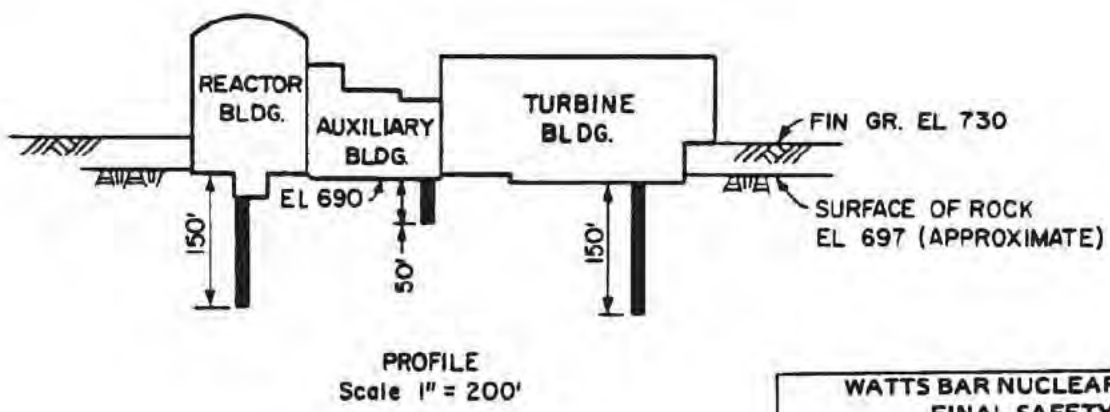 REACTOR
BLDG.
AUXILIARY
BLDG.
TURBINE
BLDG.
FIN GR. EL 730
EL 690
SURFACE OF ROCK
EL 697 (APPROXIMATE)
150'
50'
150'
PROFILE
Scale 1" = 200'
WATTS BAR NUCLEAR
FINAL SAFETY